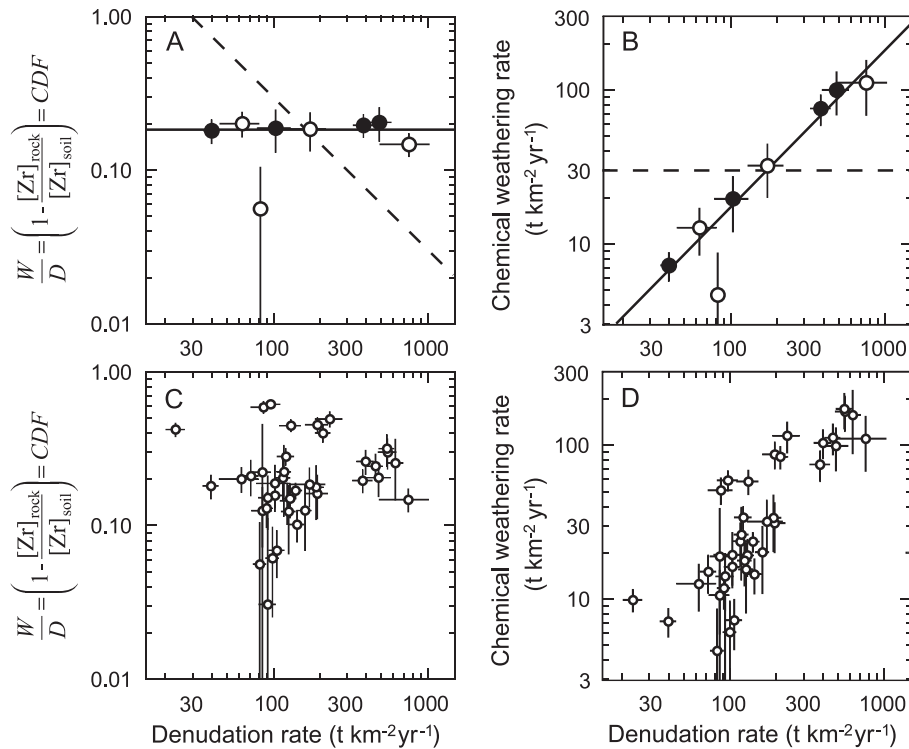 1.00
0.10
0.01
A
W/D = (1 - [Zr]rock/[Zr]soil) = CDF
30 100 300 1000
300
100
30
10
3
B
Chemical weathering rate
(t km-2 yr-1)
30 100 300 1000
1.00
0.10
0.01
C
W/D = (1 - [Zr]rock/[Zr]soil) = CDF
30 100 300 1000
Denudation rate (t km-2yr-1)
300
100
30
10
3
D
Chemical weathering rate
(t km-2 yr-1)
30 100 300 1000
Denudation rate (t km-2yr-1)